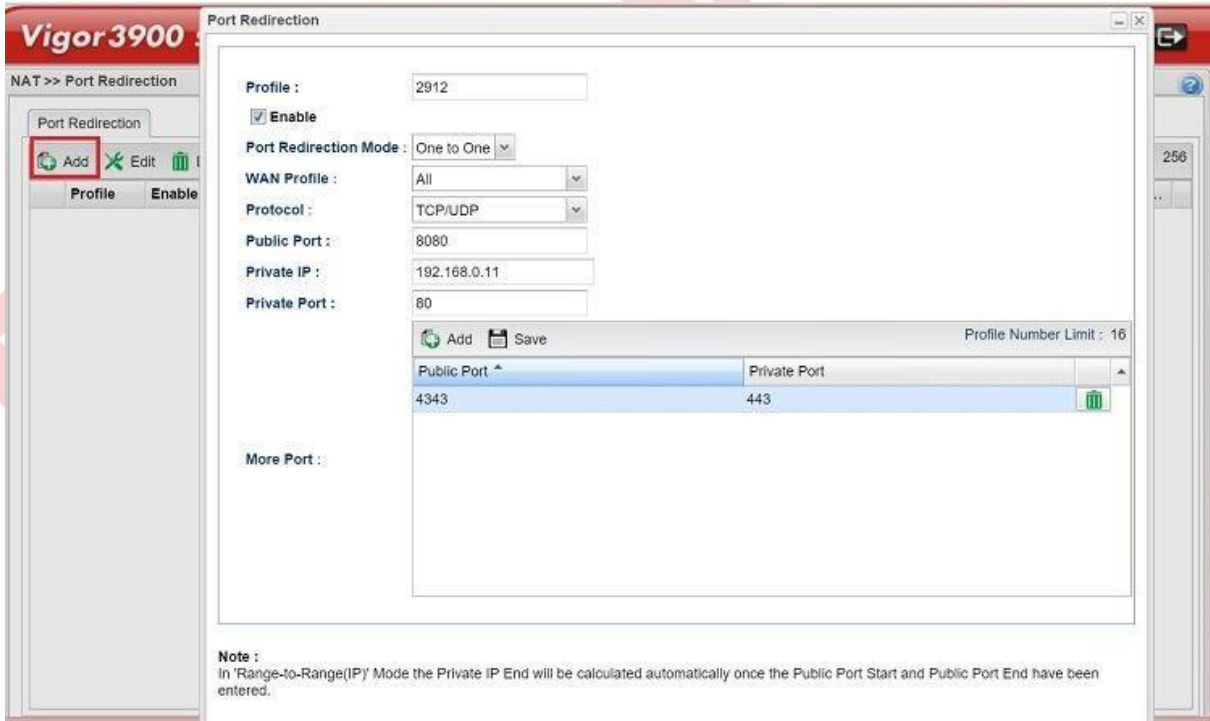 Port Redirection
Vigor3900
NAT >> Port Redirection
Port Redirection
Add Edit
256
Profile Enable
..
Profile : 2912
Enable
Port Redirection Mode : One to One
WAN Profile : All
Protocol : TCP/UDP
Public Port : 8080
Private IP : 192.168.0.11
Private Port : 80
Add Save Profile Number Limit : 16
Public Port Private Port
4343 443
More Port :
Note :
In 'Range-to-Range(IP)' Mode the Private IP End will be calculated automatically once the Public Port Start and Public Port End have been
entered.